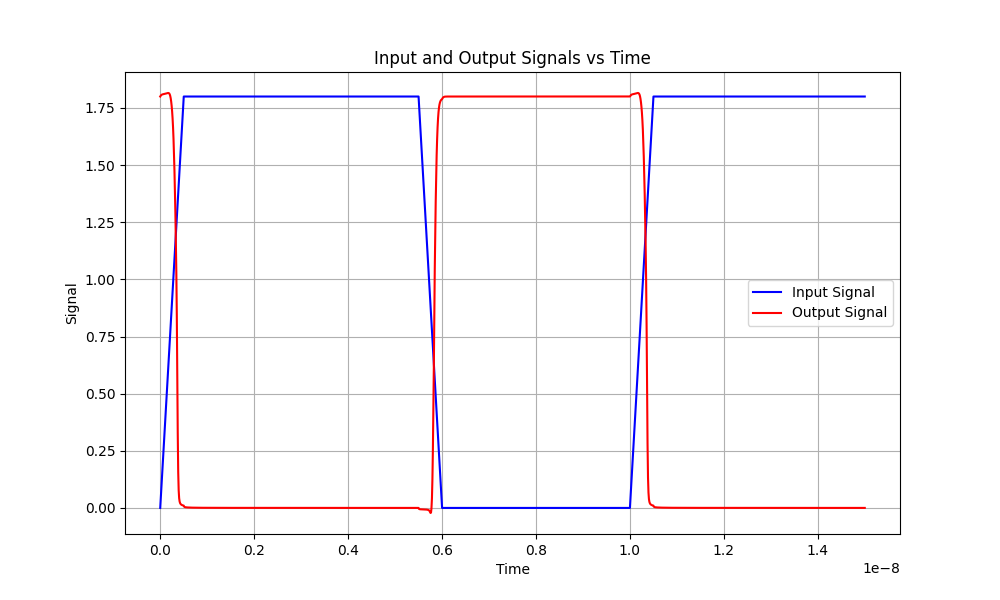 Input and Output Signals vs Time
Signal
1.75
1.50
1.25
1.00
0.75
0.50
0.25
0.00
Input Signal
Output Signal
0.0 0.2 0.4 0.6 0.8 1.0 1.2 1.4
1e−8
Time